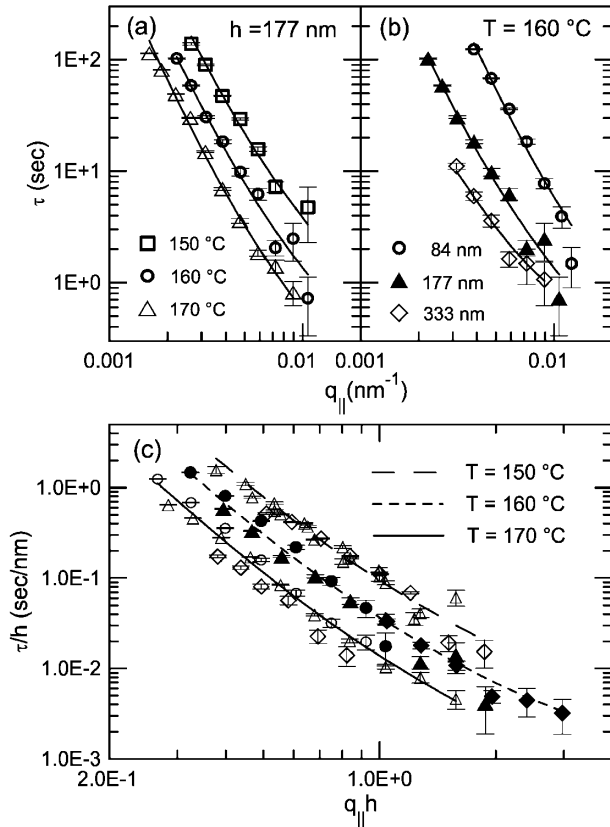 (a) h =177 nm
(b) T = 160 °C
1E+2
1E+1
1E+0
τ (sec)
150 °C
160 °C
170 °C
84 nm
177 nm
333 nm
0.001 0.01 0.01
q||(nm-1)
(c)
T = 150 °C
T = 160 °C
T = 170 °C
1.0E+0
1.0E-1
1.0E-2
1.0E-3
τ/h (sec/nm)
2.0E-1 1.0E+0
q||h